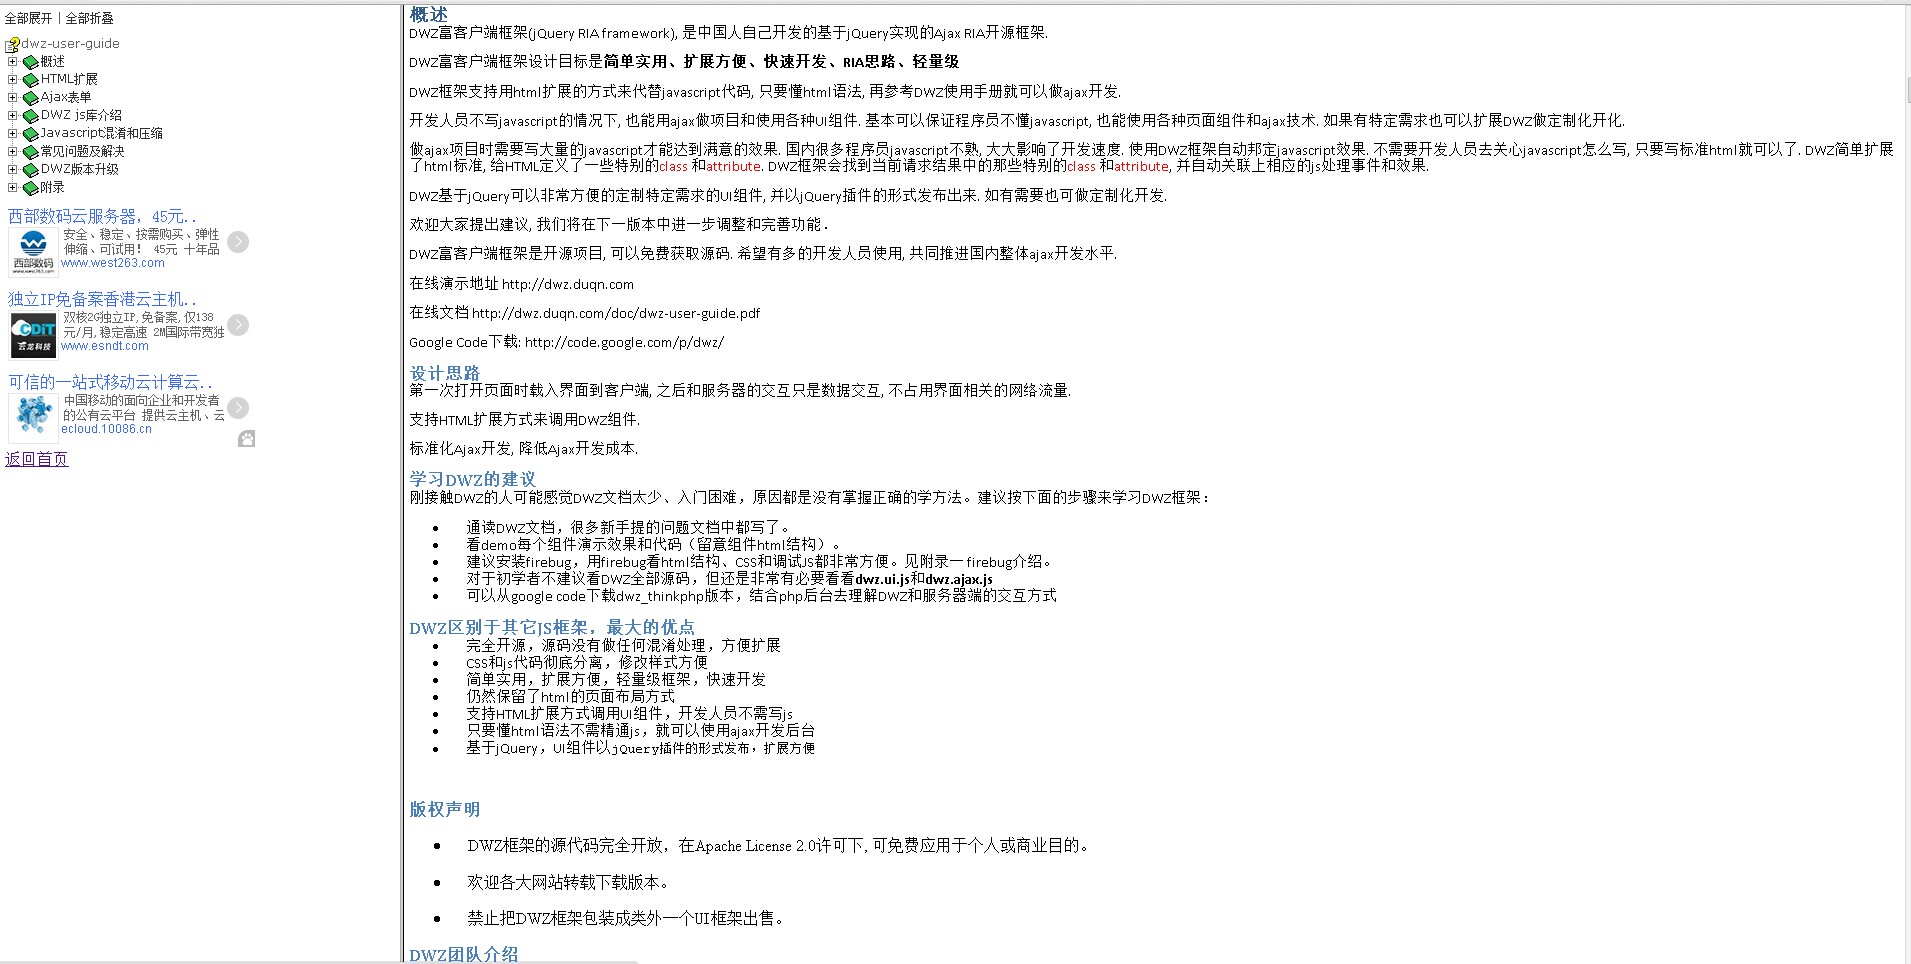 全部展开 | 全部折叠
dwz-user-guide
概述
HTML扩展
Ajax表单
DWZ js库介绍
Javascript混淆和压缩
常见问题及解决
DWZ版本升级
附录
西部数码云服务器，45元..
安全、稳定、按需购买、弹性
伸缩、可试用！ 45元 十年品
西部数码
www.west263.com
独立IP免备案香港云主机..
双核2G独立IP,免备案,仅138
元/月,稳定高速 2M国际带宽独
CDiT
云龙科技
www.esndt.com
可信的一站式移动云计算云..
中国移动的面向企业和开发者
的公有云平台 提供云主机、云
ecloud.10086.cn
返回首页
概述
DWZ富客户端框架(jQuery RIA framework), 是中国人自己开发的基于jQuery实现的Ajax RIA开源框架.
DWZ富客户端框架设计目标是简单实用、扩展方便、快速开发、RIA思路、轻量级
DWZ框架支持用html扩展的方式来代替javascript代码, 只要懂html语法, 再参考DWZ使用手册就可以做ajax开发.
开发人员不写javascript的情况下, 也能用ajax做项目和使用各种UI组件. 基本可以保证程序员不懂javascript, 也能使用各种页面组件和ajax技术. 如果有特定需求也可以扩展DWZ做定制化开化.
做ajax项目时需要写大量的javascript才能达到满意的效果. 国内很多程序员javascript不熟, 大大影响了开发速度. 使用DWZ框架自动邦定javascript效果. 不需要开发人员去关心javascript怎么写, 只要写标准html就可以了. DWZ简单扩展
了html标准, 给HTML定义了一些特别的class 和attribute. DWZ框架会找到当前请求结果中的那些特别的class 和attribute, 并自动关联上相应的js处理事件和效果.
DWZ基于jQuery可以非常方便的定制特定需求的UI组件, 并以jQuery插件的形式发布出来. 如有需要也可做定制化开发.
欢迎大家提出建议, 我们将在下一版本中进一步调整和完善功能.
DWZ富客户端框架是开源项目, 可以免费获取源码. 希望有多的开发人员使用, 共同推进国内整体ajax开发水平.
在线演示地址 http://dwz.duqn.com
在线文档 http://dwz.duqn.com/doc/dwz-user-guide.pdf
Google Code下载: http://code.google.com/p/dwz/
设计思路
第一次打开页面时载入界面到客户端, 之后和服务器的交互只是数据交互, 不占用界面相关的网络流量.
支持HTML扩展方式来调用DWZ组件.
标准化Ajax开发, 降低Ajax开发成本.
学习DWZ的建议
刚接触DWZ的人可能感觉DWZ文档太少、入门困难，原因都是没有掌握正确的学方法。建议按下面的步骤来学习DWZ框架：
• 通读DWZ文档，很多新手提的问题文档中都写了。
• 看demo每个组件演示效果和代码（留意组件html结构）。
• 建议安装firebug，用firebug看html结构、CSS和调试JS都非常方便。见附录一 firebug介绍。
• 对于初学者不建议看DWZ全部源码，但还是非常有必要看看dwz.ui.js和dwz.ajax.js
• 可以从google code下载dwz_thinkphp版本，结合php后台去理解DWZ和服务器端的交互方式
DWZ区别于其它JS框架，最大的优点
• 完全开源，源码没有做任何混淆处理，方便扩展
• CSS和js代码彻底分离，修改样式方便
• 简单实用，扩展方便，轻量级框架，快速开发
• 仍然保留了html的页面布局方式
• 支持HTML扩展方式调用UI组件，开发人员不需写js
• 只要懂html语法不需精通js，就可以使用ajax开发后台
• 基于jQuery，UI组件以jQuery插件的形式发布，扩展方便
版权声明
• DWZ框架的源代码完全开放，在Apache License 2.0许可下, 可免费应用于个人或商业目的。
• 欢迎各大网站转载下载版本。
• 禁止把DWZ框架包装成类外一个UI框架出售。
DWZ团队介绍